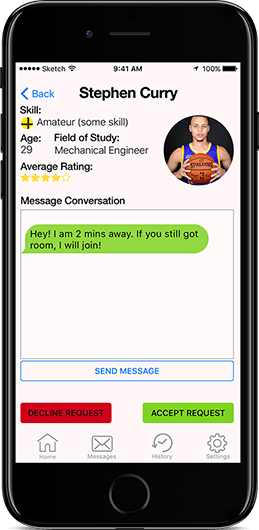 Sketch 9:41 AM 100%
Back Stephen Curry
Skill:
Amateur (some skill)
Age: Field of Study:
29 Mechanical Engineer
Average Rating:
Message Conversation
Hey! I am 2 mins away. If you still got
room, I will join!
SEND MESSAGE
DECLINE REQUEST ACCEPT REQUEST
Home Messages History Settings